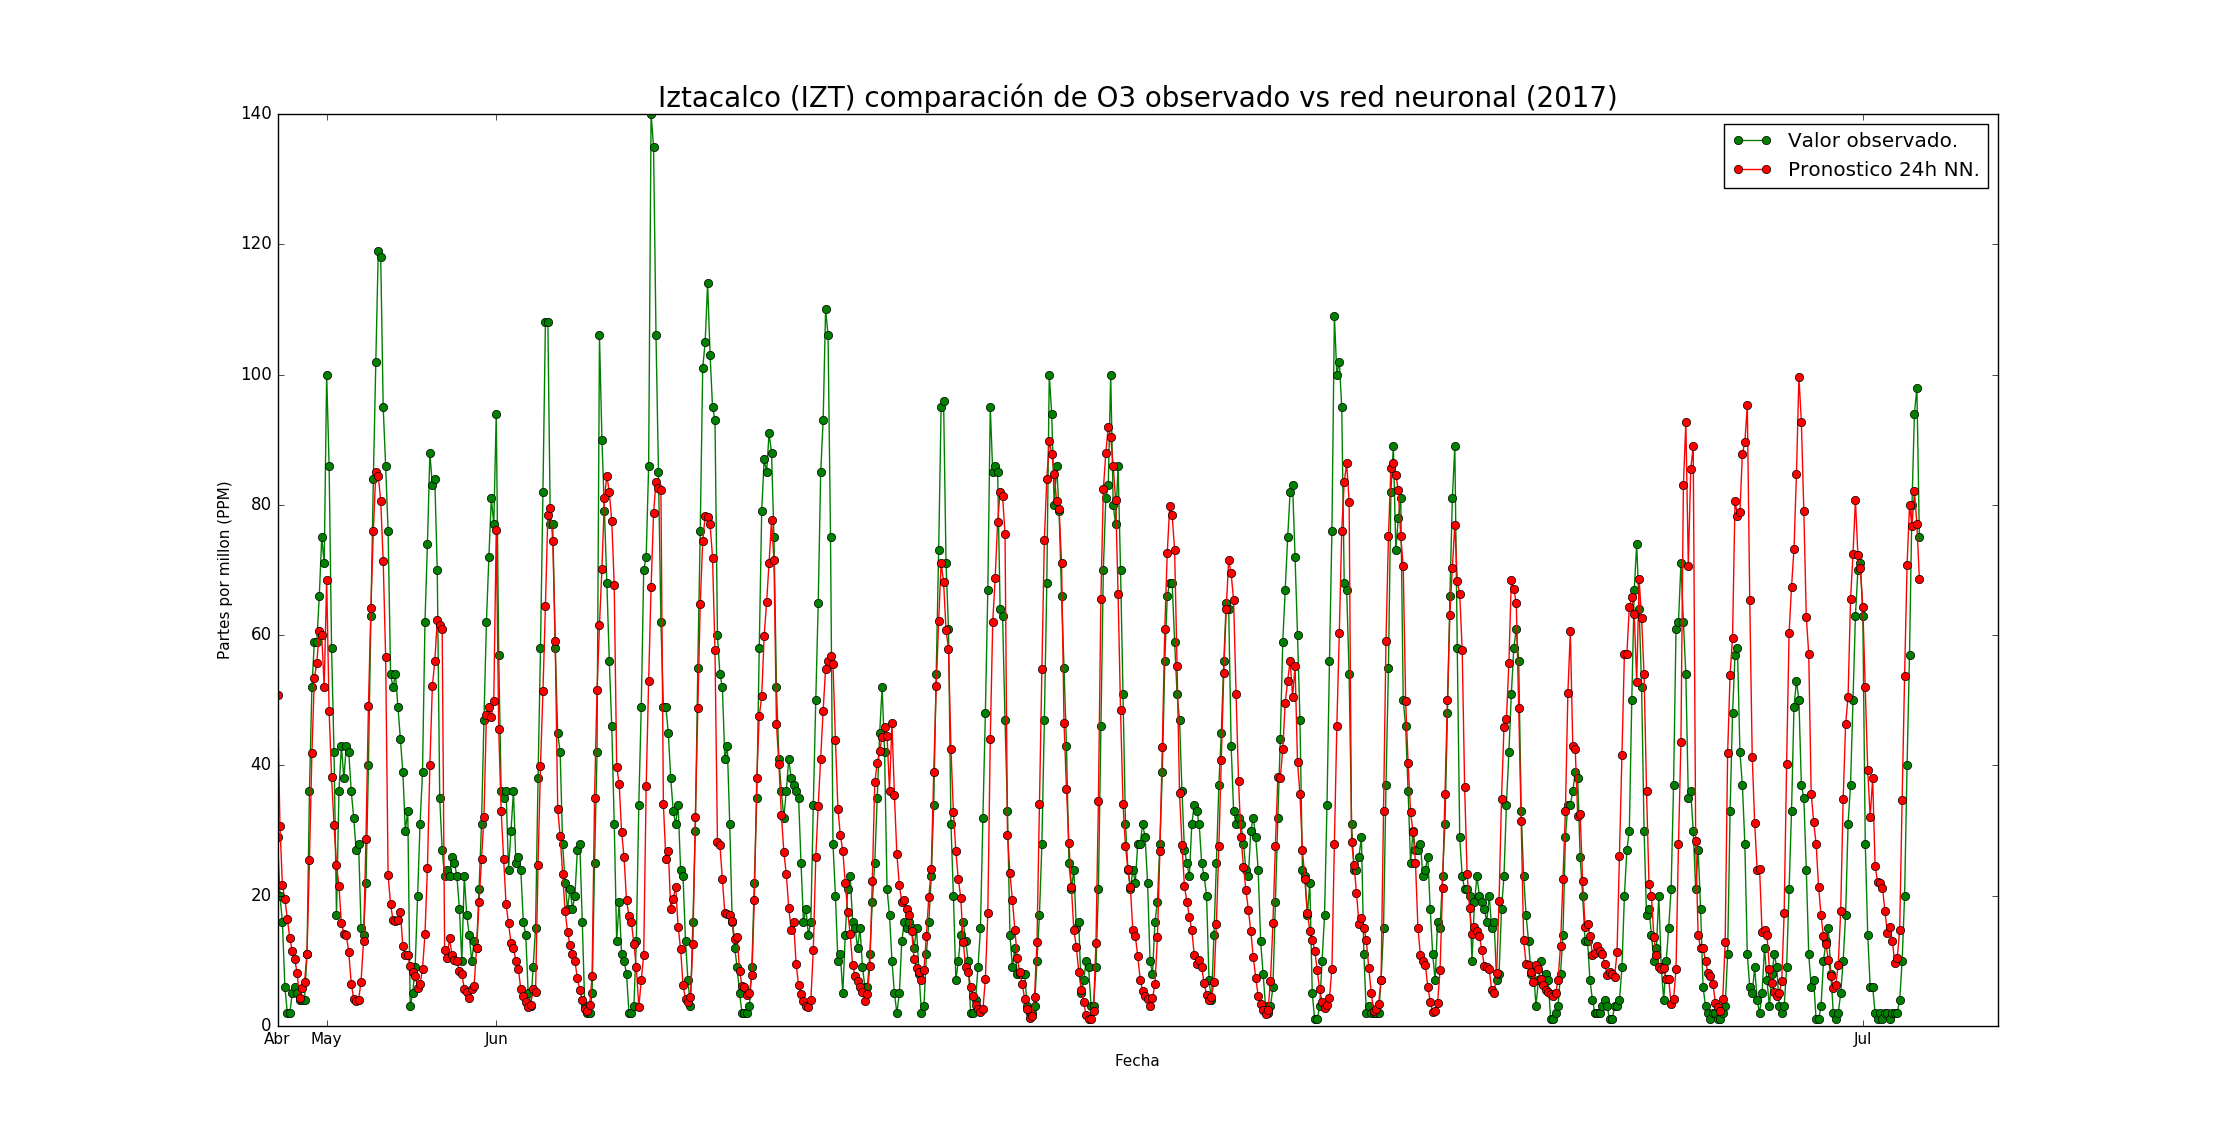 Iztacalco (IZT) comparación de O3 observado vs red neuronal (2017)
140
120
100
80
60
40
20
0
Partes por millon (PPM)
Valor observado.
Pronostico 24h NN.
Abr May Jun Jul
Fecha